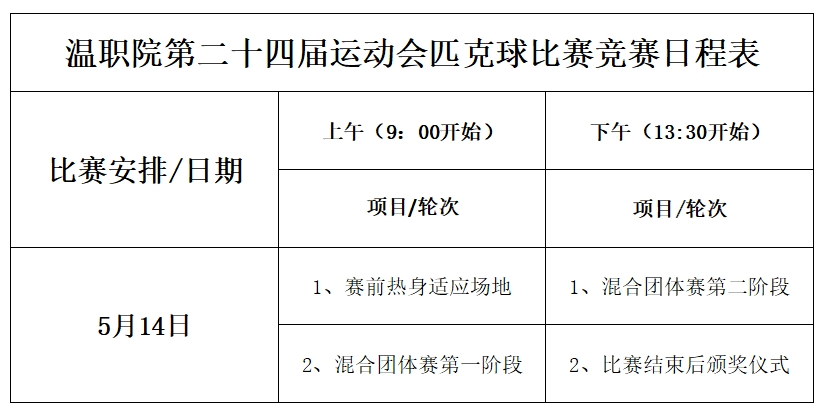 温职院第二十四届运动会匹克球比赛竞赛日程表
比赛安排/日期
上午（9：00开始）
下午（13:30开始）
项目/轮次
项目/轮次
5月14日
1、赛前热身适应场地
1、混合团体赛第二阶段
2、混合团体赛第一阶段
2、比赛结束后颁奖仪式